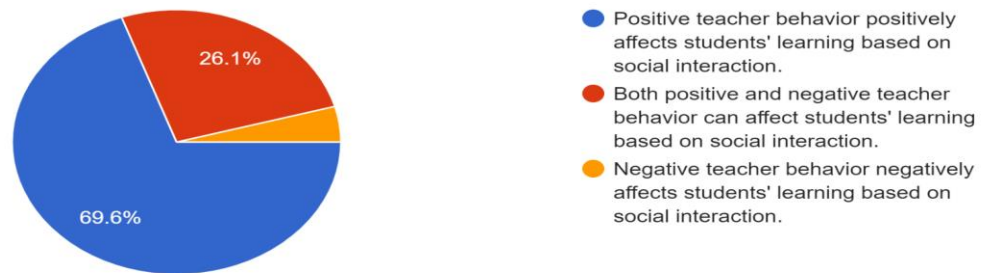 26.1%
69.6%
Positive teacher behavior positively
affects students' learning based on
social interaction.
Both positive and negative teacher
behavior can affect students' learning
based on social interaction.
Negative teacher behavior negatively
affects students' learning based on
social interaction.